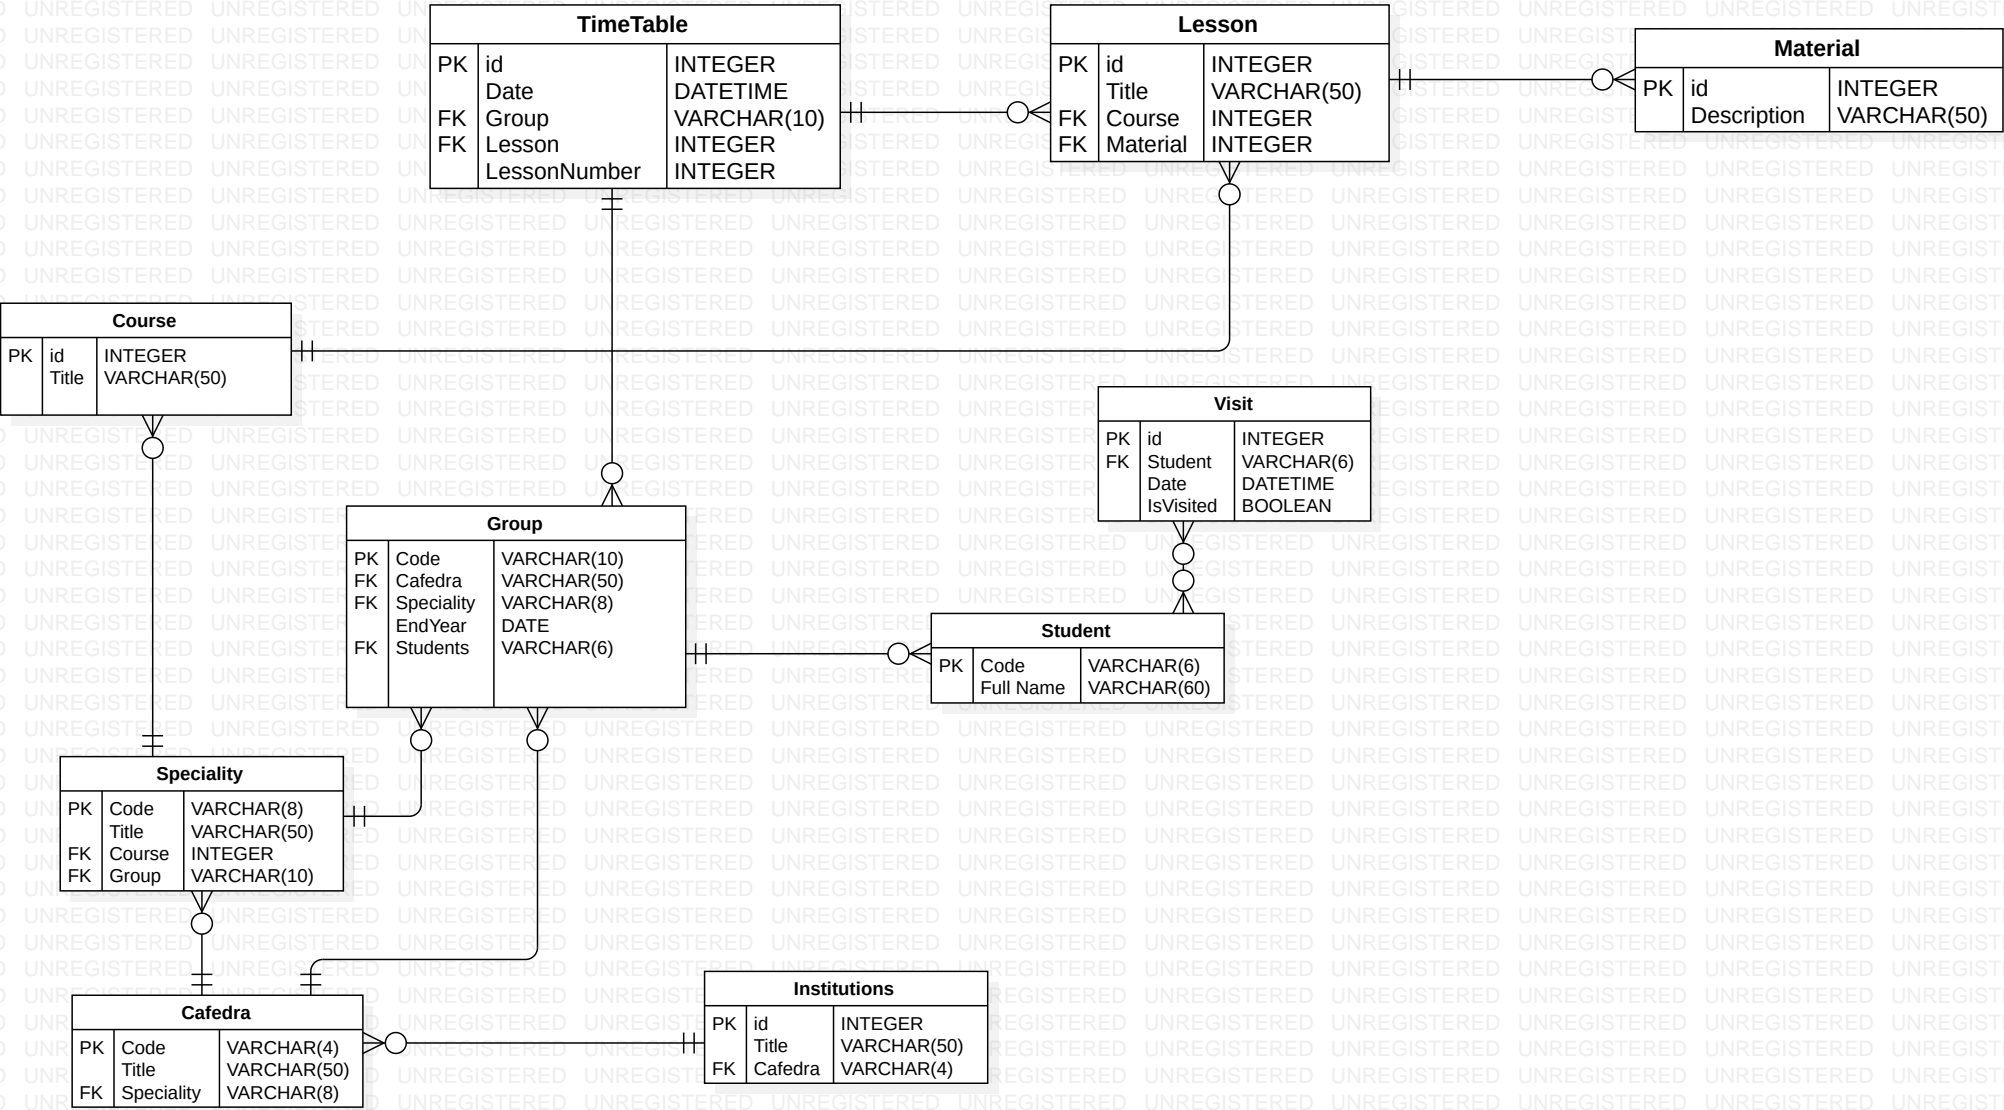 TimeTable
PK id INTEGER
Date DATETIME
FK Group VARCHAR(10)
FK Lesson INTEGER
LessonNumber INTEGER
Lesson
PK id INTEGER
Title VARCHAR(50)
FK Course INTEGER
FK Material INTEGER
Material
PK id INTEGER
Description VARCHAR(50)
Course
PK id INTEGER
Title VARCHAR(50)
Visit
PK id INTEGER
FK Student VARCHAR(6)
Date DATETIME
IsVisited BOOLEAN
Group
PK Code VARCHAR(10)
FK Cafedra VARCHAR(50)
FK Speciality VARCHAR(8)
EndYear DATE
FK Students VARCHAR(6)
Student
PK Code VARCHAR(6)
Full Name VARCHAR(60)
Speciality
PK Code VARCHAR(8)
Title VARCHAR(50)
FK Course INTEGER
FK Group VARCHAR(10)
Cafedra
PK Code VARCHAR(4)
Title VARCHAR(50)
FK Speciality VARCHAR(8)
Institutions
PK id INTEGER
Title VARCHAR(50)
FK Cafedra VARCHAR(4)
UNREGISTERED